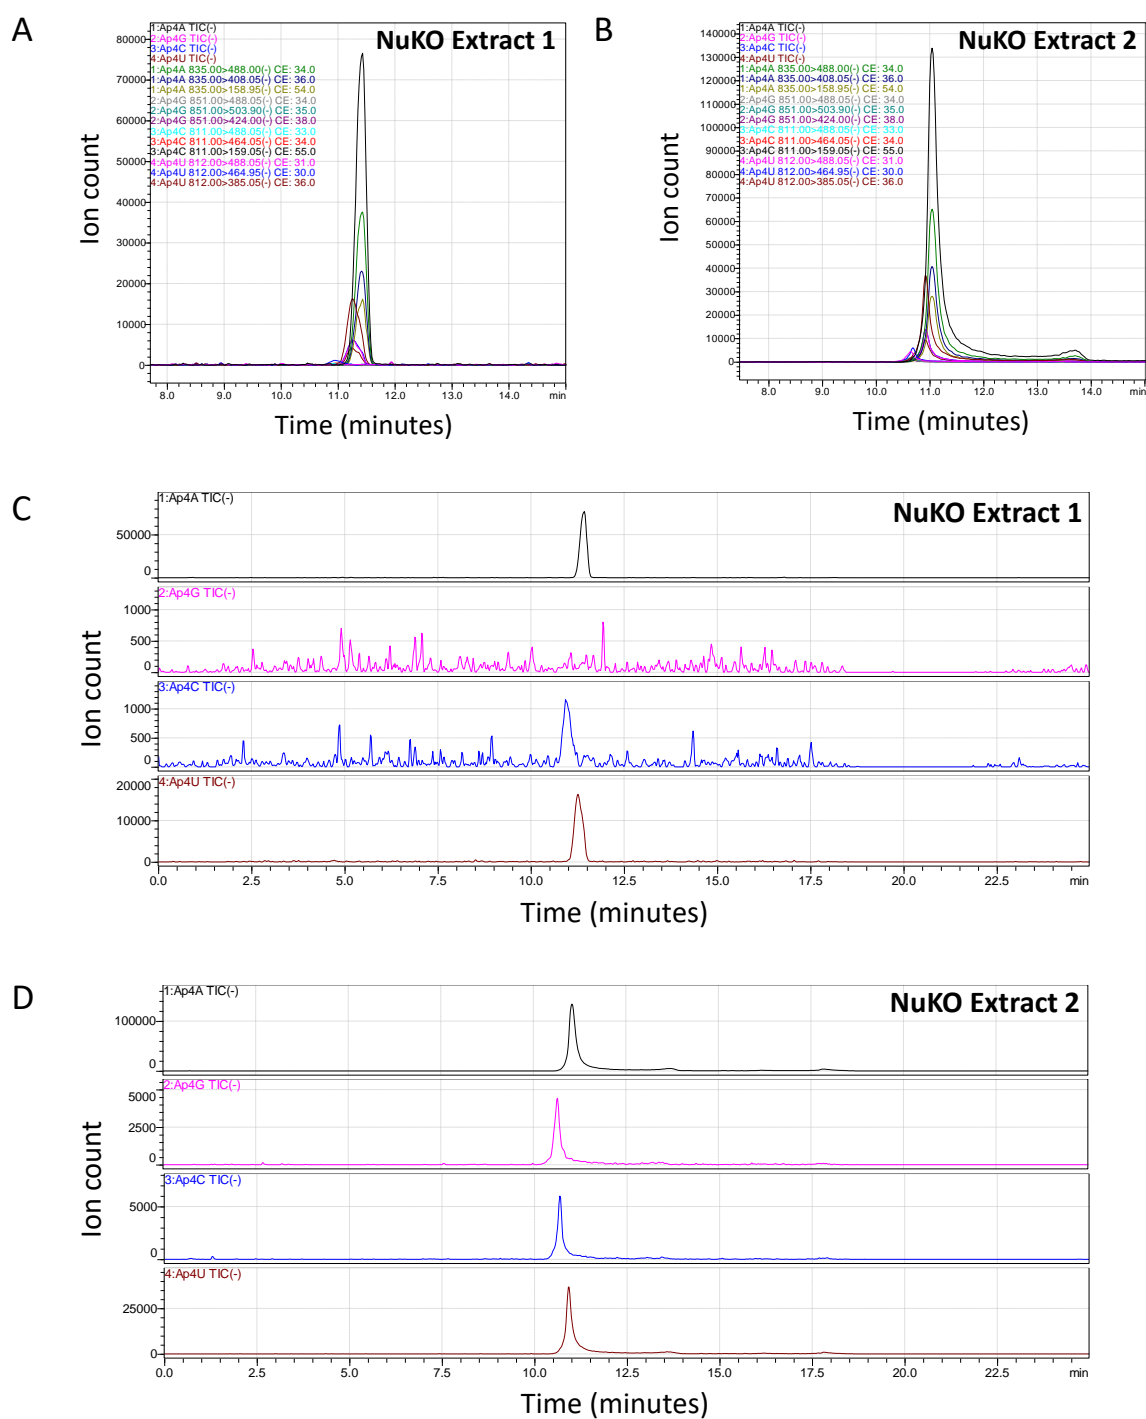 A
NuKO Extract 1
1:Ap4A TIC(-)
2:Ap4G TIC(-)
3:Ap4C TIC(-)
4:Ap4U TIC(-)
1:Ap4A 835.00>488.00(-) CE: 34.0
1:Ap4A 835.00>408.05(-) CE: 36.0
1:Ap4A 835.00>158.95(-) CE: 54.0
2:Ap4G 851.00>488.05(-) CE: 34.0
2:Ap4G 851.00>503.90(-) CE: 35.0
2:Ap4G 851.00>424.00(-) CE: 38.0
3:Ap4C 811.00>488.05(-) CE: 33.0
3:Ap4C 811.00>464.05(-) CE: 34.0
3:Ap4C 811.00>159.05(-) CE: 55.0
4:Ap4U 812.00>488.05(-) CE: 31.0
4:Ap4U 812.00>464.95(-) CE: 30.0
4:Ap4U 812.00>385.05(-) CE: 36.0
80000
70000
60000
50000
40000
30000
20000
10000
0
Ion count
8.0 9.0 10.0 11.0 12.0 13.0 14.0 min
Time (minutes)
B
NuKO Extract 2
1:Ap4A TIC(-)
2:Ap4G TIC(-)
3:Ap4C TIC(-)
4:Ap4U TIC(-)
1:Ap4A 835.00>488.00(-) CE: 34.0
1:Ap4A 835.00>408.05(-) CE: 36.0
1:Ap4A 835.00>158.95(-) CE: 54.0
2:Ap4G 851.00>488.05(-) CE: 34.0
2:Ap4G 851.00>503.90(-) CE: 35.0
2:Ap4G 851.00>424.00(-) CE: 38.0
3:Ap4C 811.00>488.05(-) CE: 33.0
3:Ap4C 811.00>464.05(-) CE: 34.0
3:Ap4C 811.00>159.05(-) CE: 55.0
4:Ap4U 812.00>488.05(-) CE: 31.0
4:Ap4U 812.00>464.95(-) CE: 30.0
4:Ap4U 812.00>385.05(-) CE: 36.0
140000
130000
120000
110000
100000
90000
80000
70000
60000
50000
40000
30000
20000
10000
0
Ion count
8.0 9.0 10.0 11.0 12.0 13.0 14.0 min
Time (minutes)
C
NuKO Extract 1
1:Ap4A TIC(-)
50000
0
2:Ap4G TIC(-)
1000
500
0
3:Ap4C TIC(-)
1000
500
0
4:Ap4U TIC(-)
20000
10000
0
Ion count
0.0 2.5 5.0 7.5 10.0 12.5 15.0 17.5 20.0 22.5 min
Time (minutes)
D
NuKO Extract 2
1:Ap4A TIC(-)
100000
0
2:Ap4G TIC(-)
5000
2500
0
3:Ap4C TIC(-)
5000
0
4:Ap4U TIC(-)
25000
0
Ion count
0.0 2.5 5.0 7.5 10.0 12.5 15.0 17.5 20.0 22.5 min
Time (minutes)